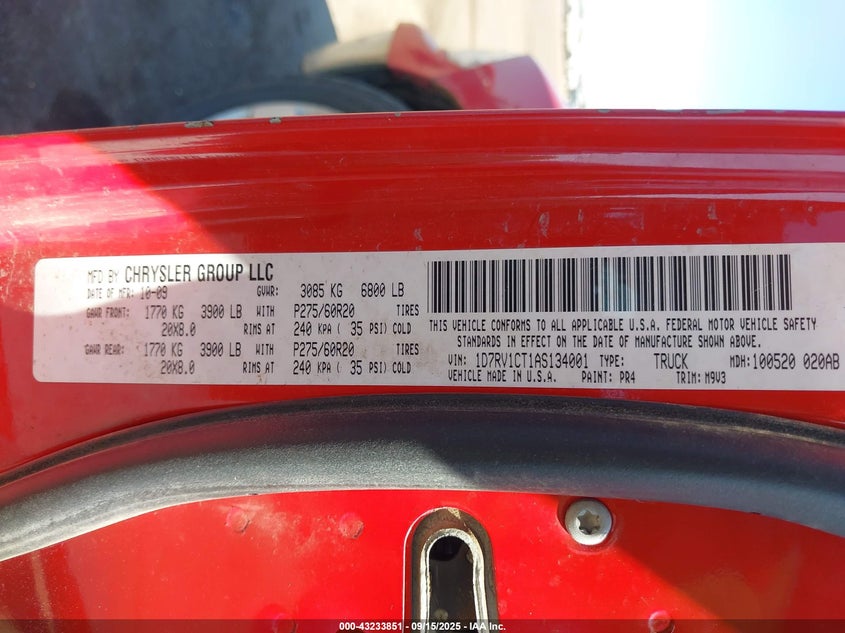 MFD BY CHRYSLER GROUP LLC
DATE OF MFR: 10-09 GVWR: 3085 KG 6800 LB
GAWR FRONT: 1770 KG 3900 LB WITH P275/60R20 TIRES
20X8.0 RIMS AT 240 KPA ( 35 PSI) COLD
GAWR REAR: 1770 KG 3900 LB WITH P275/60R20 TIRES
20X8.0 RIMS AT 240 KPA ( 35 PSI) COLD
THIS VEHICLE CONFORMS TO ALL APPLICABLE U.S.A. FEDERAL MOTOR VEHICLE SAFETY
STANDARDS IN EFFECT ON THE DATE OF MANUFACTURE SHOWN ABOVE.
VIN: 1D7RV1CT1AS134001 TYPE: TRUCK MDH: 100520 020AB
VEHICLE MADE IN U.S.A. PAINT: PR4 TRIM: M9V3
000-43233851 - 09/15/2025 - IAA Inc.